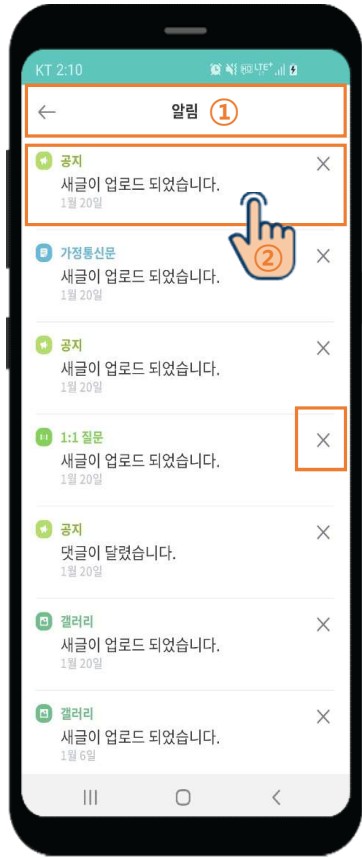 KT 2:10
알림 ①
공지
새글이 업로드 되었습니다.
1월 20일
②
가정통신문
새글이 업로드 되었습니다.
1월 20일
공지
새글이 업로드 되었습니다.
1월 20일
1:1 질문
새글이 업로드 되었습니다.
1월 20일
공지
댓글이 달렸습니다.
1월 20일
갤러리
새글이 업로드 되었습니다.
1월 20일
갤러리
새글이 업로드 되었습니다.
1월 6일